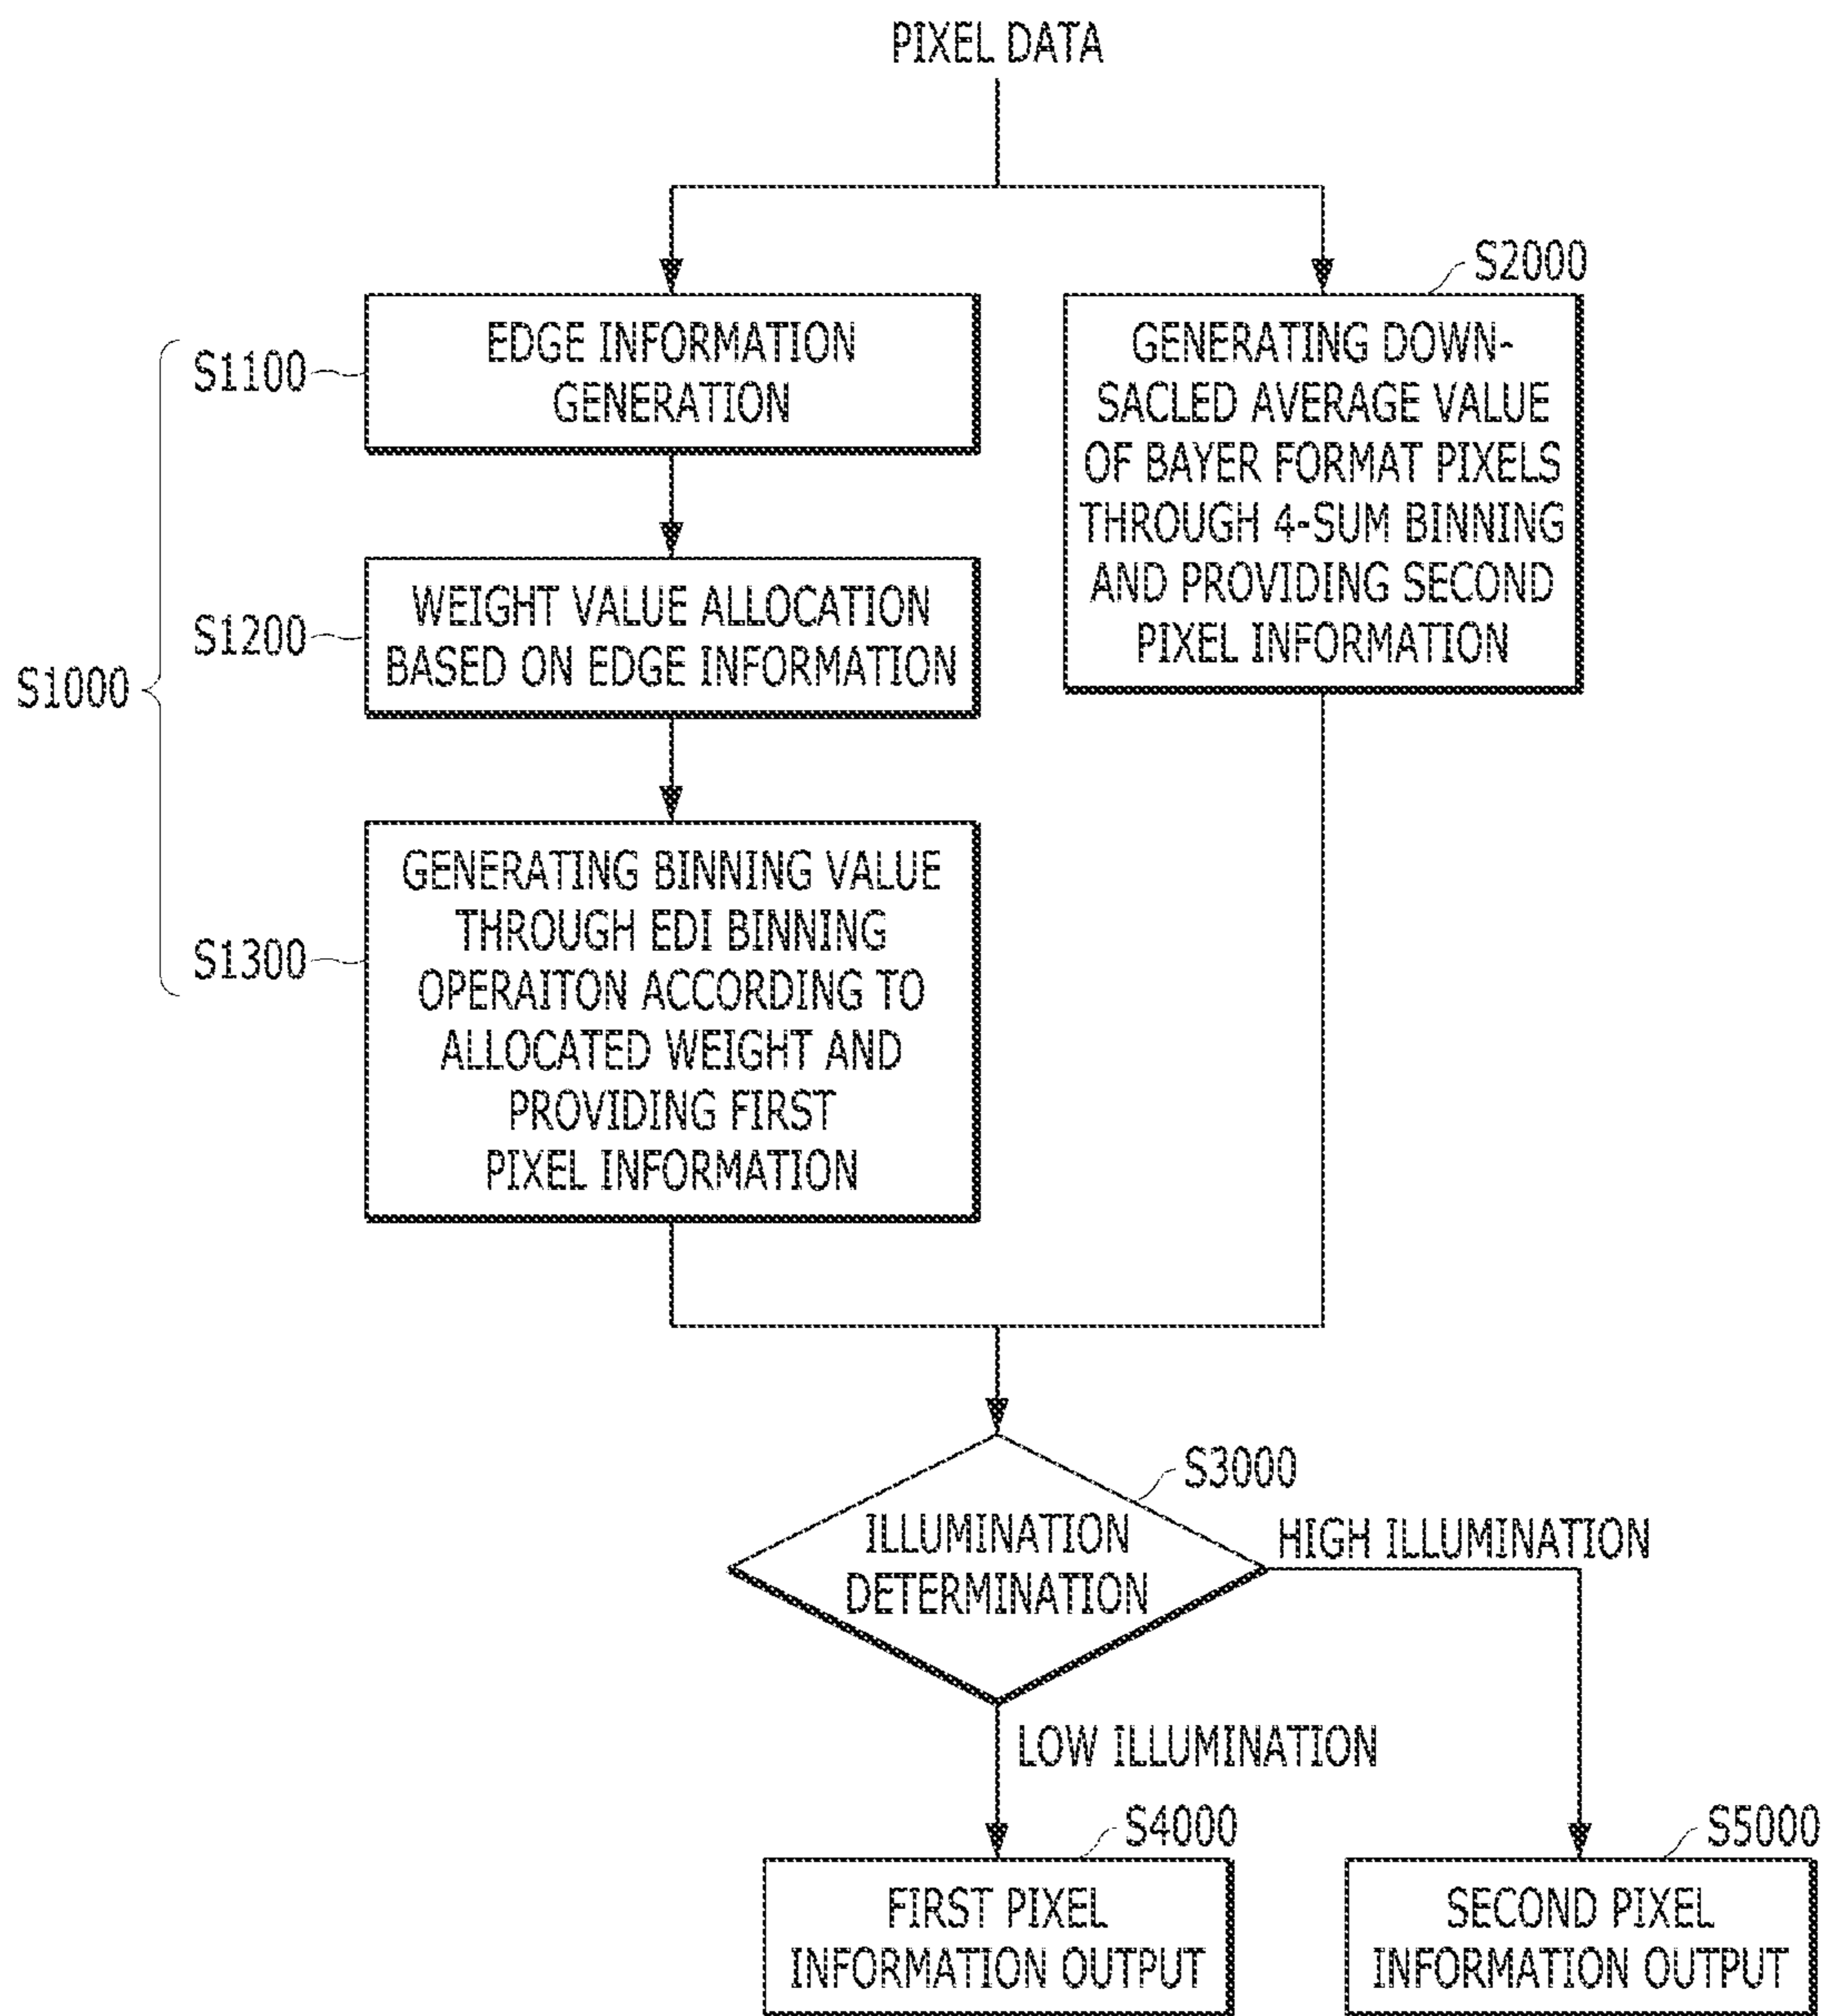 PIXEL DATA
S1000
S1100
EDGE INFORMATION
GENERATION
S1200
WEIGHT VALUE ALLOCATION
BASED ON EDGE INFORMATION
S1300
GENERATING BINNING VALUE
THROUGH EDI BINNING
OPERAITON ACCORDING TO
ALLOCATED WEIGHT AND
PROVIDING FIRST
PIXEL INFORMATION
S2000
GENERATING DOWN-
SACLED AVERAGE VALUE
OF BAYER FORMAT PIXELS
THROUGH 4-SUM BINNING
AND PROVIDING SECOND
PIXEL INFORMATION
S3000
ILLUMINATION
DETERMINATION
HIGH ILLUMINATION
LOW ILLUMINATION
S4000
FIRST PIXEL
INFORMATION OUTPUT
S5000
SECOND PIXEL
INFORMATION OUTPUT